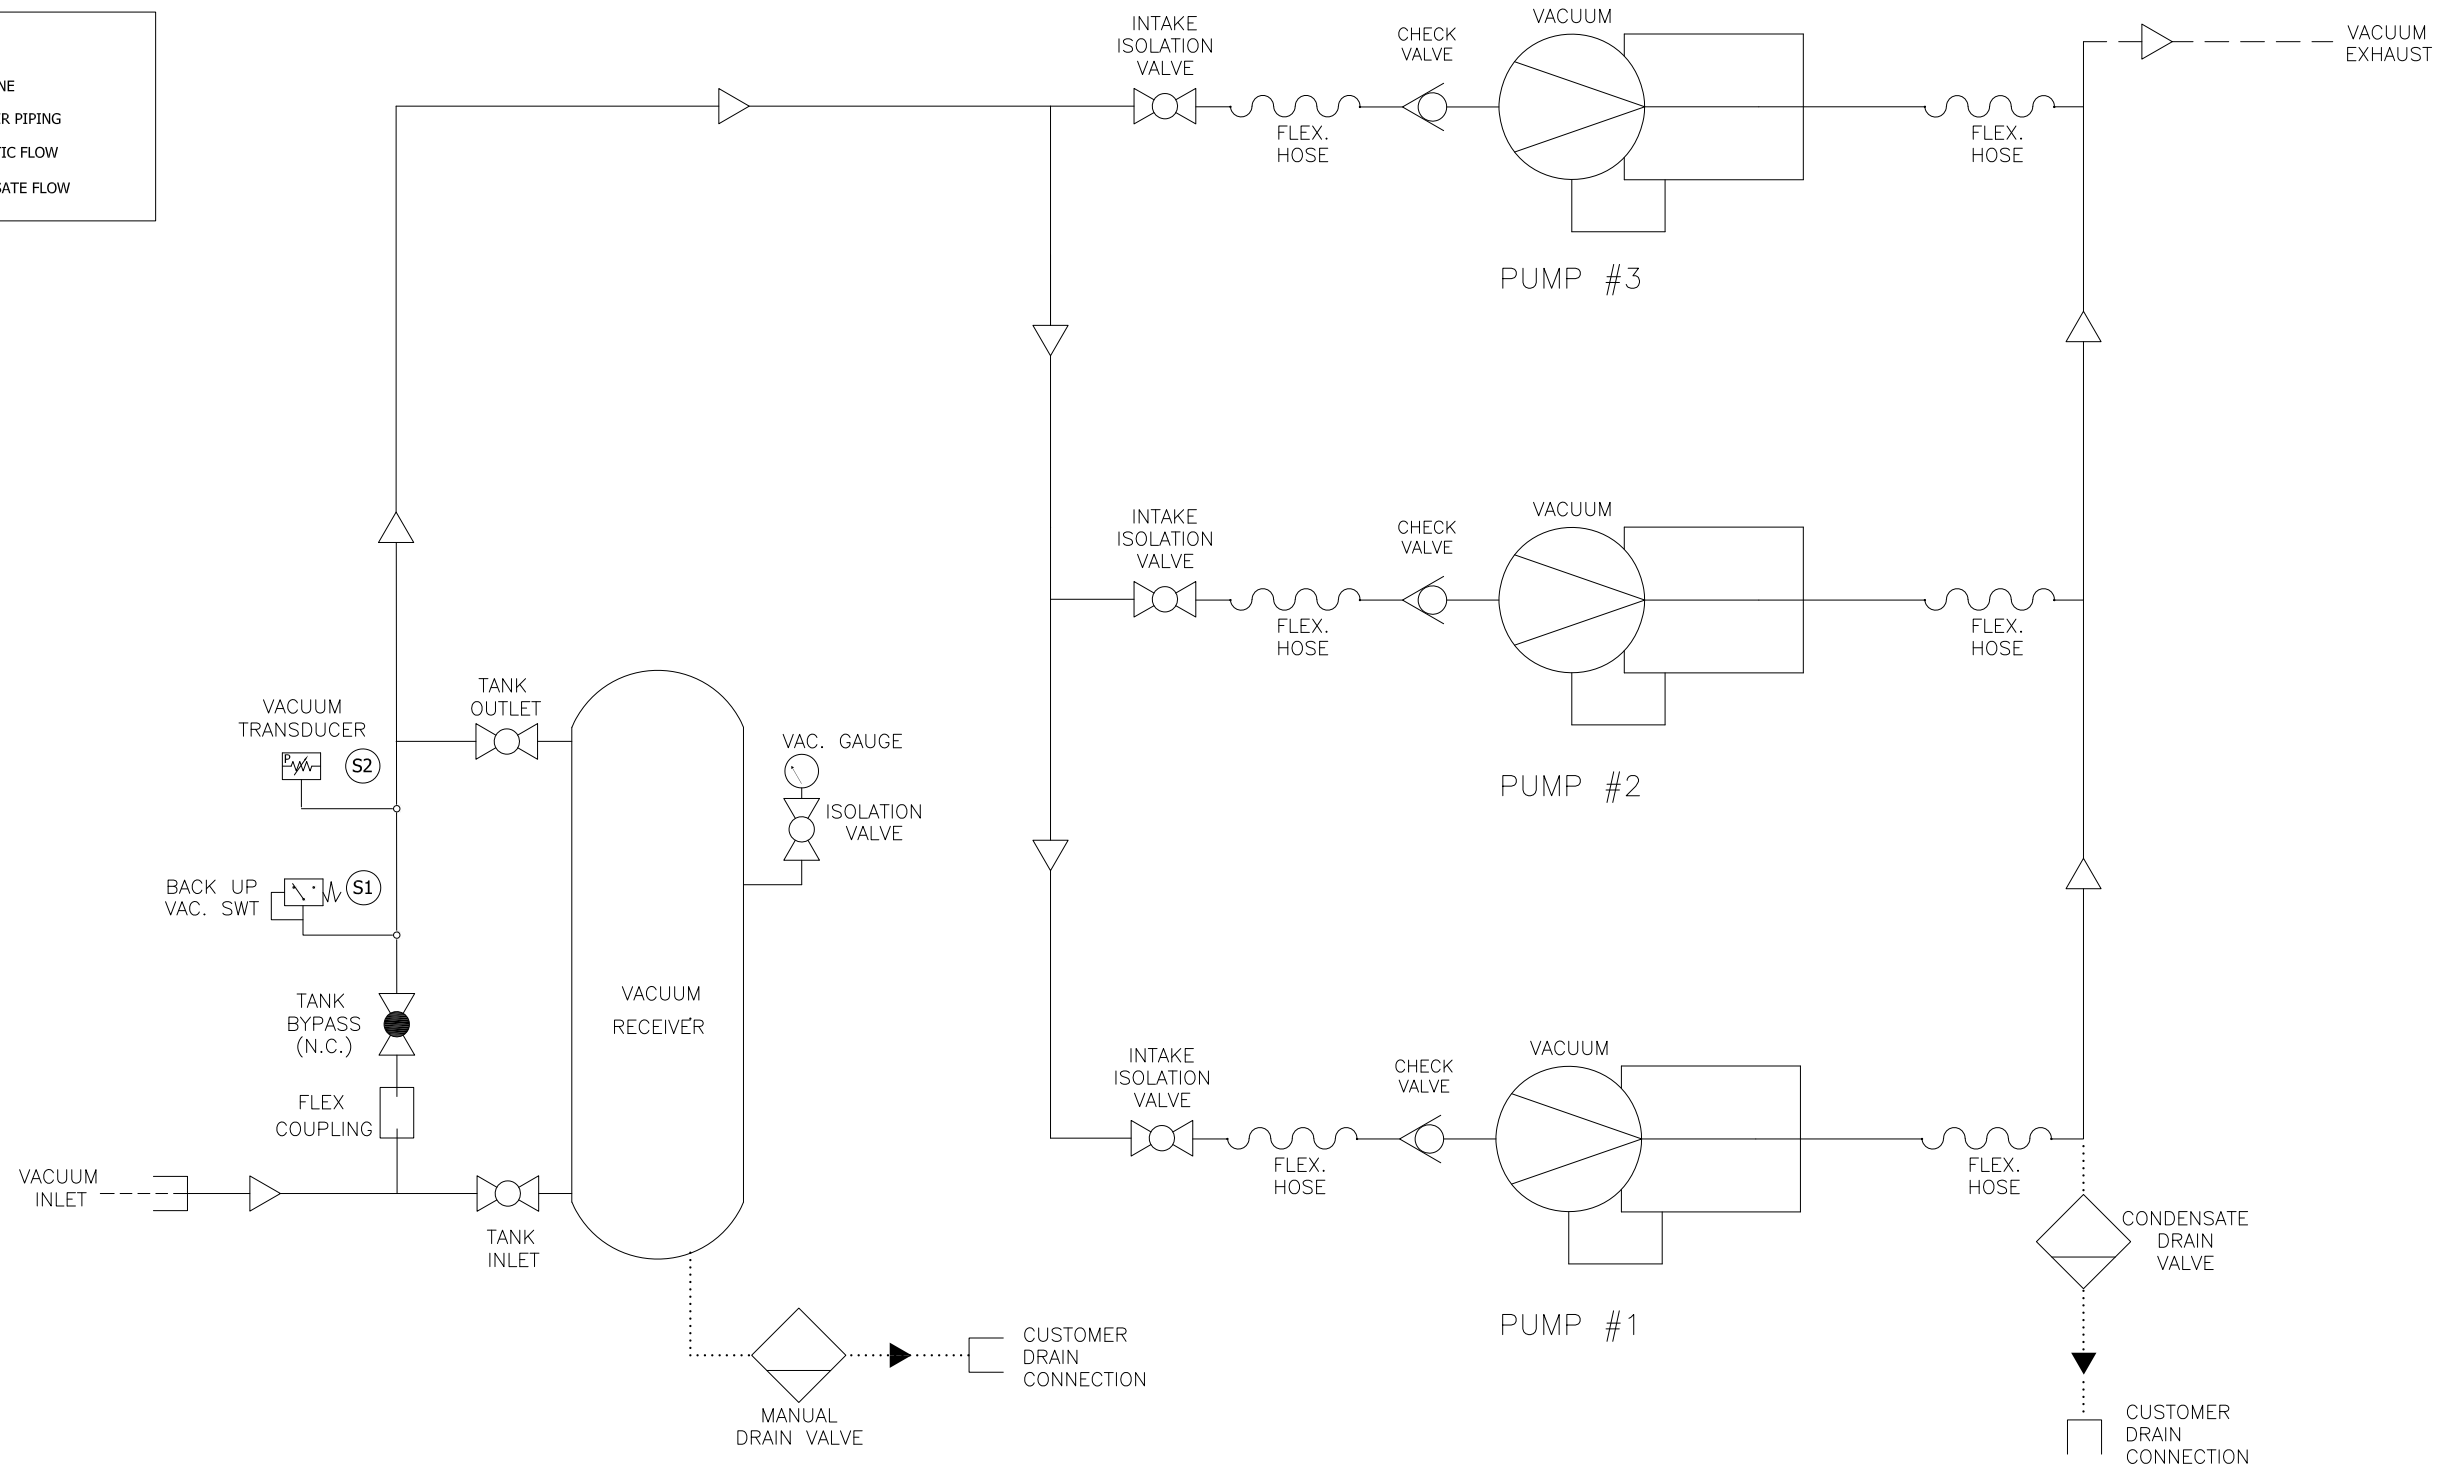 NE
R PIPING
TIC FLOW
SATE FLOW
INTAKE
ISOLATION
VALVE
FLEX.
HOSE
CHECK
VALVE
VACUUM
PUMP #3
FLEX.
HOSE
VACUUM
EXHAUST
INTAKE
ISOLATION
VALVE
FLEX.
HOSE
CHECK
VALVE
VACUUM
PUMP #2
FLEX.
HOSE
VACUUM
TRANSDUCER
P
S2
TANK
OUTLET
VAC. GAUGE
ISOLATION
VALVE
BACK UP
VAC. SWT
S1
TANK
BYPASS
(N.C.)
FLEX
COUPLING
VACUUM
RECEIVER
VACUUM
INLET
TANK
INLET
MANUAL
DRAIN VALVE
CUSTOMER
DRAIN
CONNECTION
INTAKE
ISOLATION
VALVE
FLEX.
HOSE
CHECK
VALVE
VACUUM
PUMP #1
FLEX.
HOSE
CONDENSATE
DRAIN
VALVE
CUSTOMER
DRAIN
CONNECTION